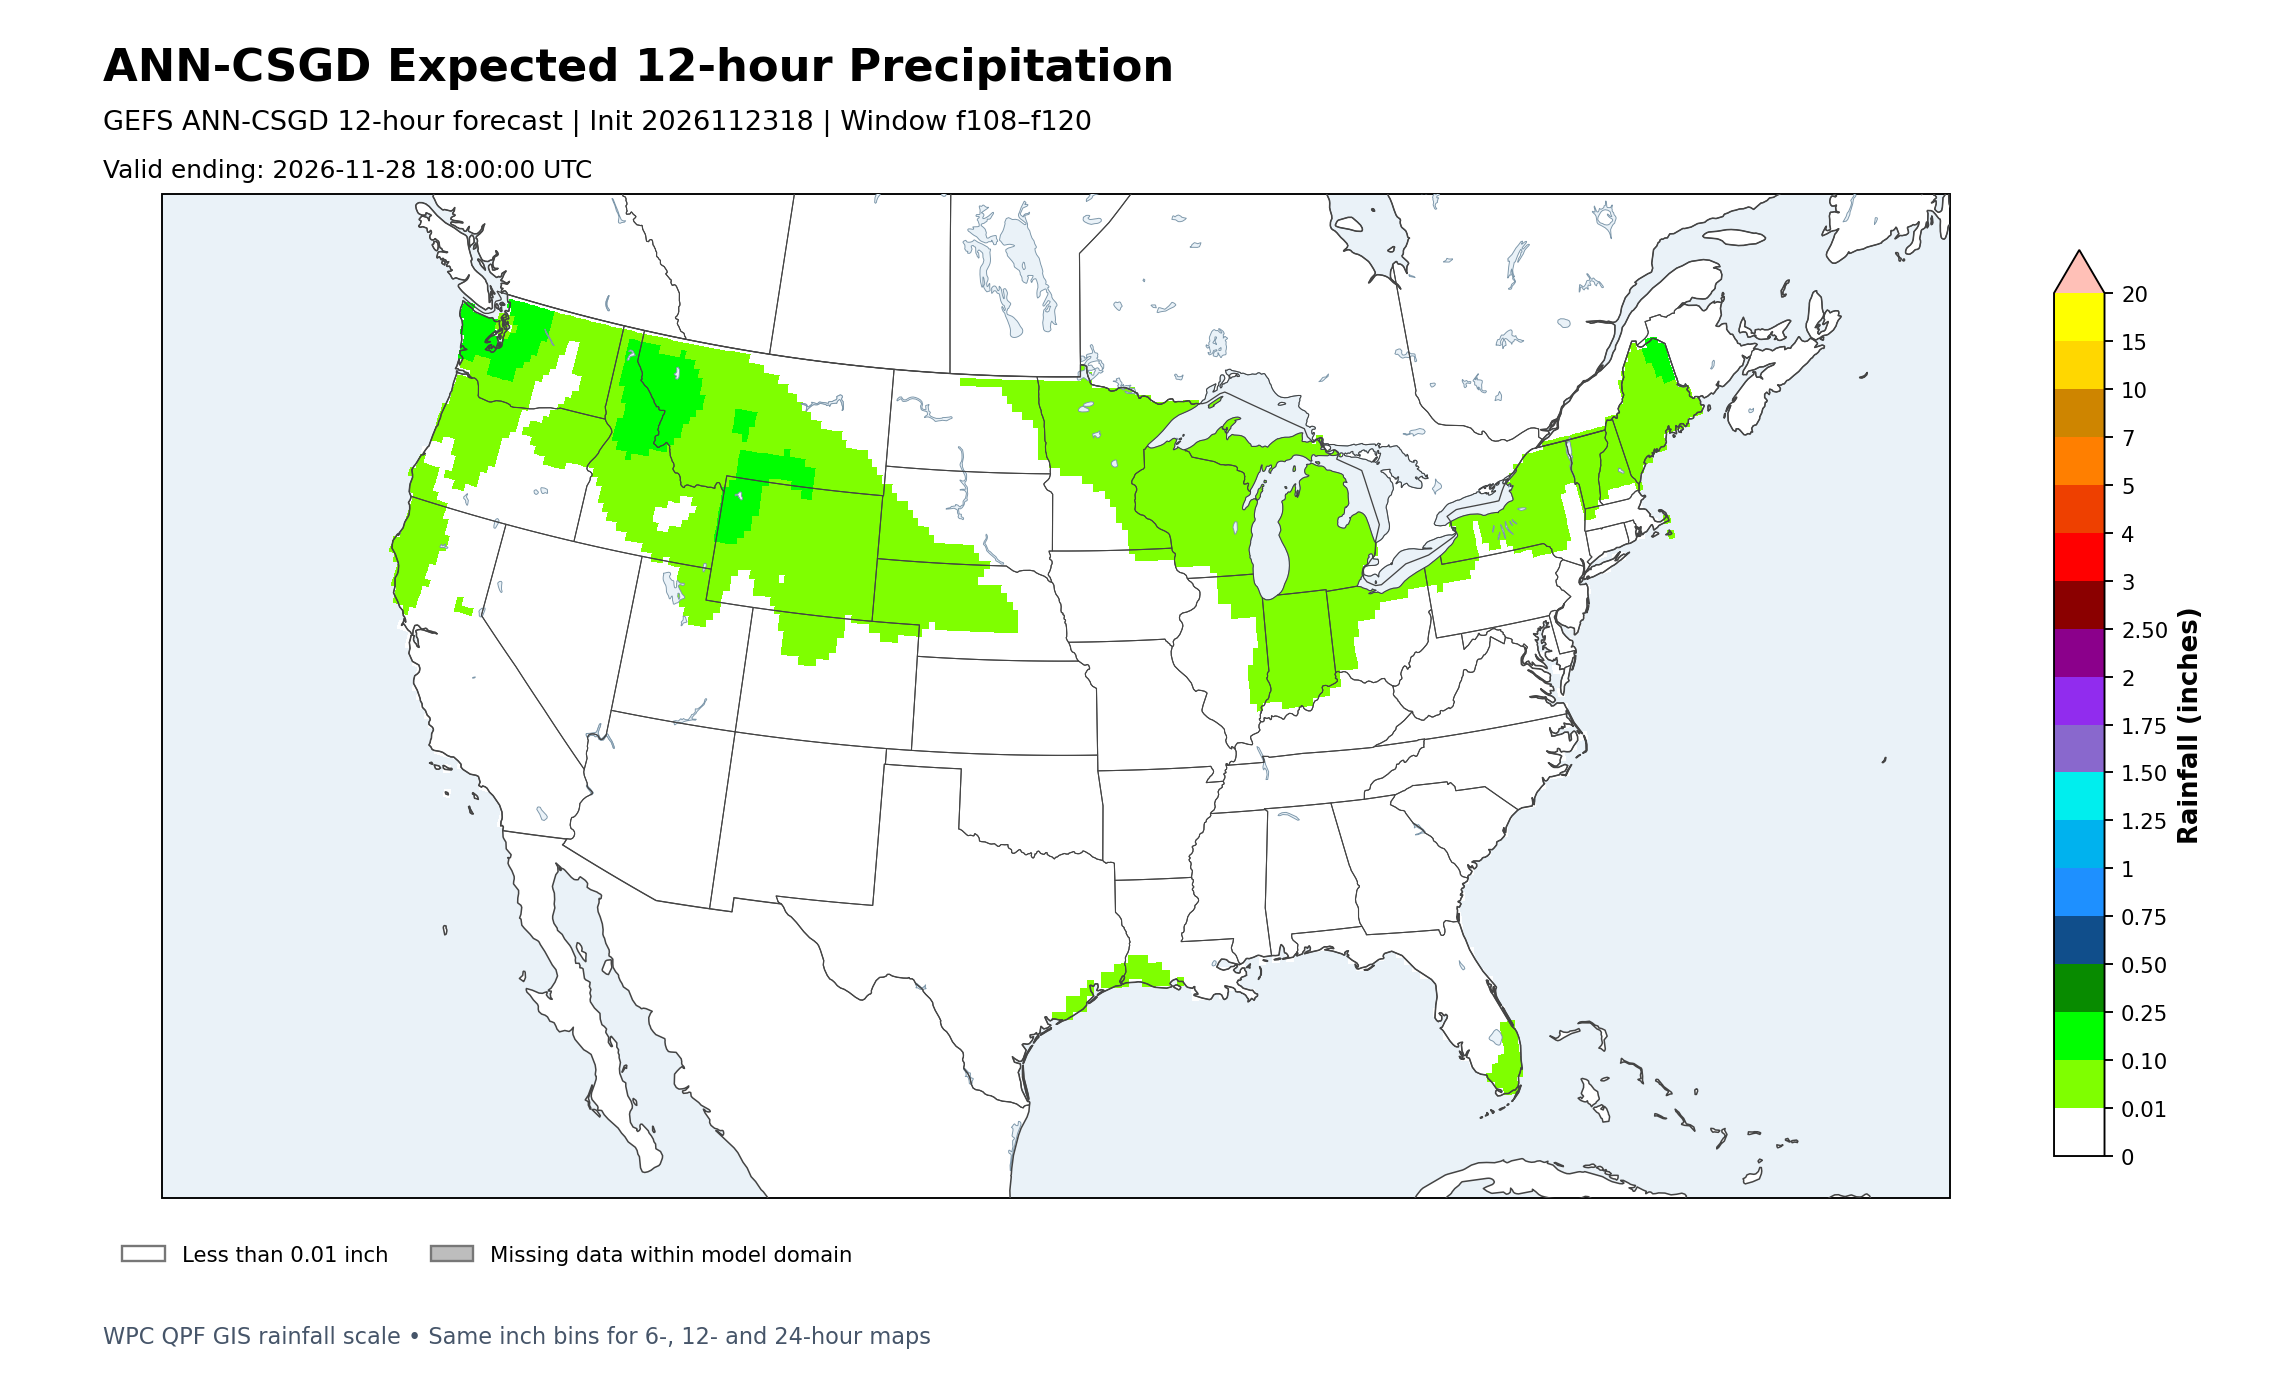 ANN-CSGD Expected 12-hour Precipitation
GEFS ANN-CSGD 12-hour forecast | Init 2026112318 | Window f108–f120
Valid ending: 2026-11-28 18:00:00 UTC
20
15
10
7
5
4
3
2.50
2
1.75
1.50
1.25
1
0.75
0.50
0.25
0.10
0.01
0
Rainfall (inches)
Less than 0.01 inch
Missing data within model domain
WPC QPF GIS rainfall scale • Same inch bins for 6-, 12- and 24-hour maps